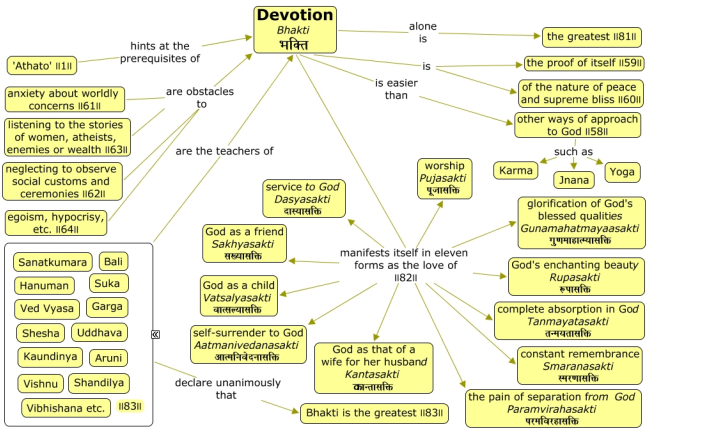 Devotion
Bhakti
भक्ति
alone
is
the greatest ॥81॥
hints at the
prerequisites of
'Athato' ॥1॥
is
the proof of itself ॥59॥
of the nature of peace
and supreme bliss ॥60॥
is easier
than
other ways of approach
to God ॥58॥
such as
Karma
Jnana
Yoga
anxiety about worldly
concerns ॥61॥
are obstacles
to
listening to the stories
of women, atheists,
enemies or wealth ॥63॥
neglecting to observe
social customs and
ceremonies ॥62॥
egoism, hypocrisy,
etc. ॥64॥
are the teachers of
Sanatkumara
Bali
Hanuman
Suka
Ved Vyasa
Garga
Shesha
Uddhava
Kaundinya
Aruni
Vishnu
Shandilya
Vibhishana etc.
॥83॥
declare unanimously
that
Bhakti is the greatest ॥83॥
manifests itself in eleven
forms as the love of
॥82॥
worship
Pujasakti
पूजासक्ति
service to God
Dasyasakti
दास्यासक्ति
God as a friend
Sakhyasakti
सख्यासक्ति
God as a child
Vatsalyasakti
वात्सल्यासक्ति
self-surrender to God
Aatmanivedanasakti
आत्मनिवेदनासक्ति
God as that of a
wife for her husband
Kantasakti
कान्तासक्ति
glorification of God's
blessed qualities
Gunamahatmayaasakti
गुणमाहात्म्यासक्ति
God's enchanting beauty
Rupasakti
रूपासक्ति
complete absorption in God
Tanmayatasakti
तन्मयतासक्ति
constant remembrance
Smaranasakti
स्मरणासक्ति
the pain of separation from God
Paramvirahasakti
परमविरहासक्ति